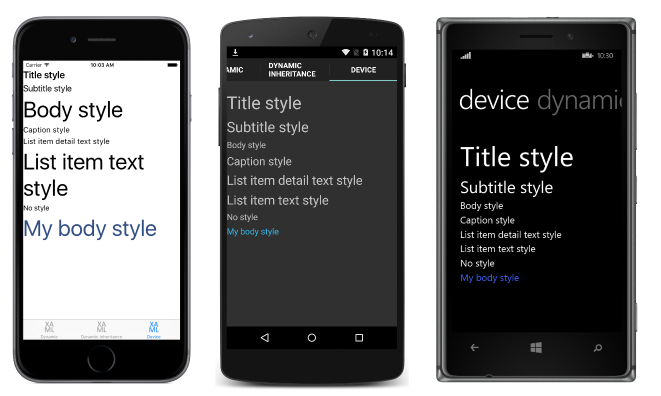 Carrier
10:03 AM
Title style
Subtitle style
Body style
Caption style
List item detail text style
List item text
style
No style
My body style
XA
ML
XA
ML
XA
ML
Dynamic
Dynamic Inheritance
Device
10:14
AMIC
DYNAMIC
INHERITANCE
DEVICE
Title style
Subtitle style
Body style
Caption style
List item detail text style
List item text style
No style
My body style
10:30
device dynamic
Title style
Subtitle style
Body style
Caption style
List item detail text style
List item text style
No style
My body style